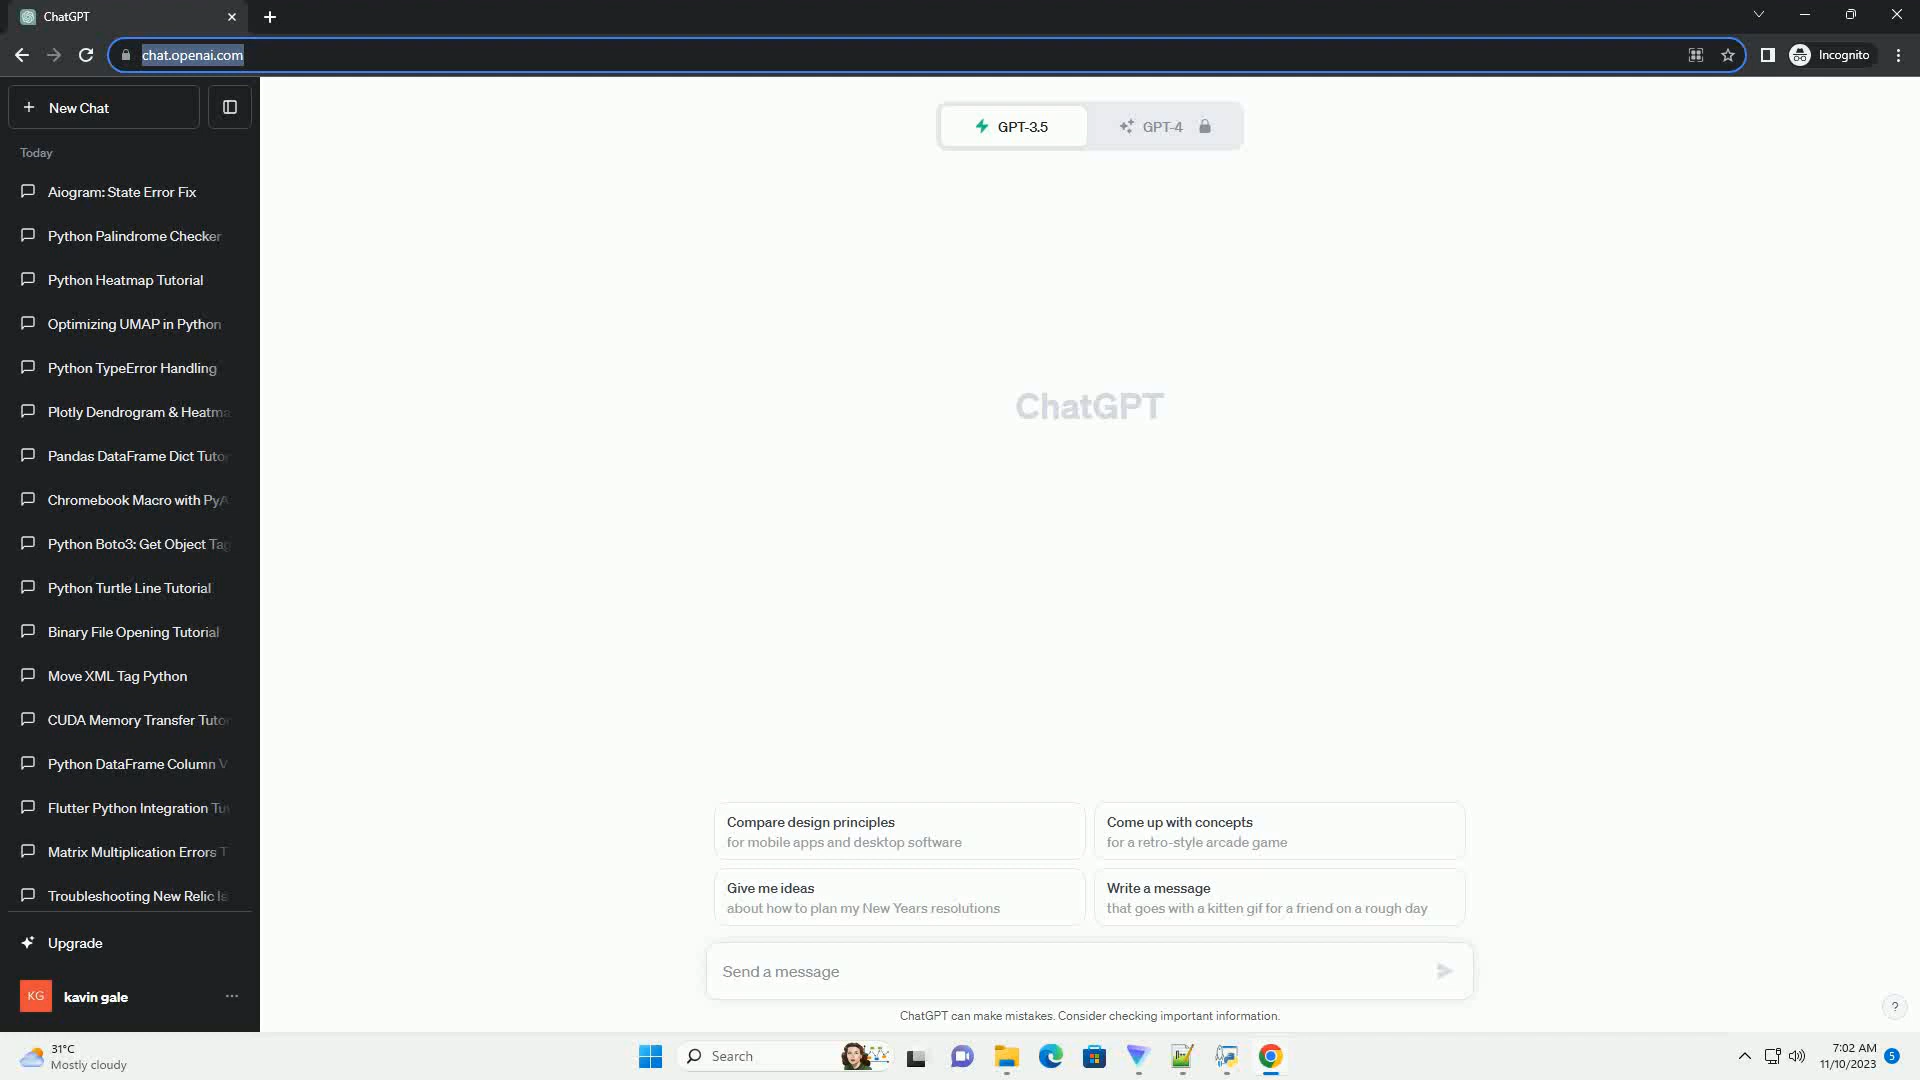 ChatGPT
chat.openai.com
Incognito
New Chat
GPT-3.5
GPT-4
Today
Aiogram: State Error Fix
Python Palindrome Checker
Python Heatmap Tutorial
Optimizing UMAP in Python
Python TypeError Handling
Plotly Dendrogram & Heatma
Pandas DataFrame Dict Tuto
Chromebook Macro with PyA
Python Boto3: Get Object Tag
Python Turtle Line Tutorial
Binary File Opening Tutorial
Move XML Tag Python
CUDA Memory Transfer Tuto
Python DataFrame Column V
Flutter Python Integration Tu
Matrix Multiplication Errors T
Troubleshooting New Relic Is
Upgrade
KG
kavin gale
ChatGPT
Compare design principles
for mobile apps and desktop software
Come up with concepts
for a retro-style arcade game
Give me ideas
about how to plan my New Years resolutions
Write a message
that goes with a kitten gif for a friend on a rough day
Send a message
ChatGPT can make mistakes. Consider checking important information.
?
31°C
Mostly cloudy
Search
7:02 AM
11/10/2023
5